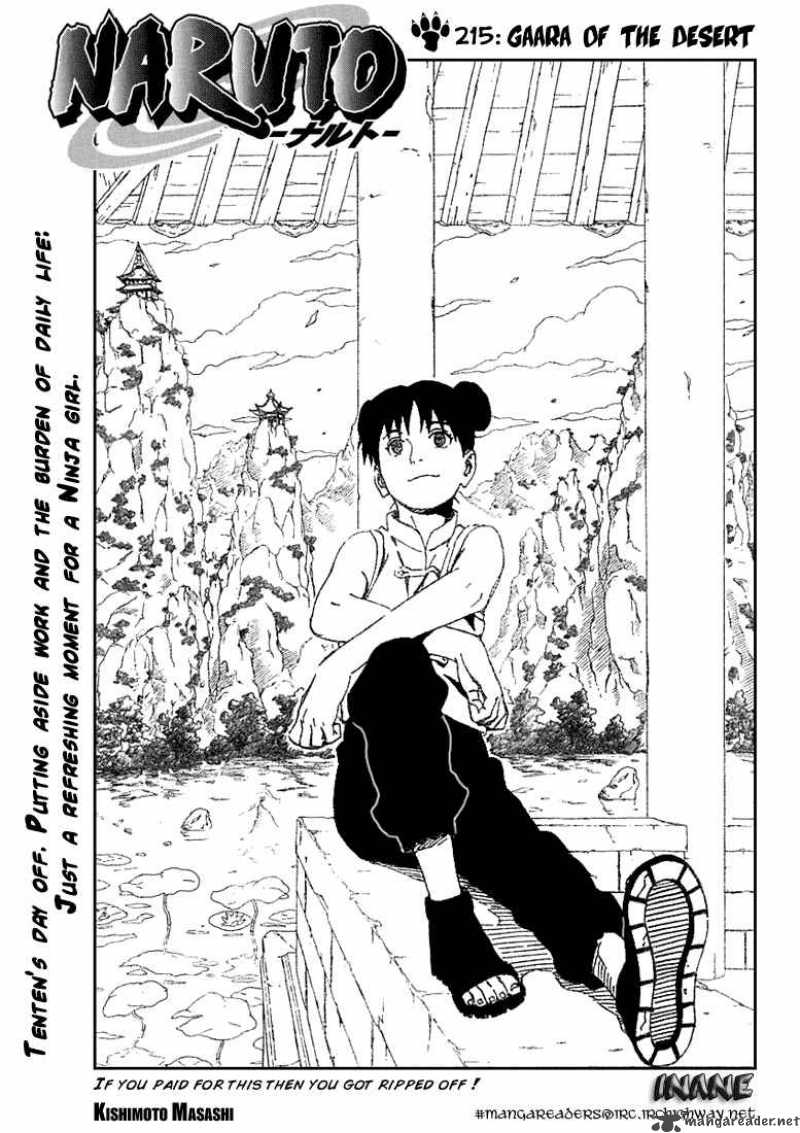 NARUTO
-ナルト-
215: GAARA OF THE DESERT
TENTEN'S DAY OFF. PUTTING ASIDE WORK AND THE BURDEN OF DAILY LIFE:
JUST A REFRESHING MOMENT FOR A NINJA GIRL.
IF YOU PAID FOR THIS THEN YOU GOT RIPPED OFF!
INANE
KISHIMOTO MASASHI
#MANGAREADERS@IRC.IRCHIGHWAY.NET
mangareader.net